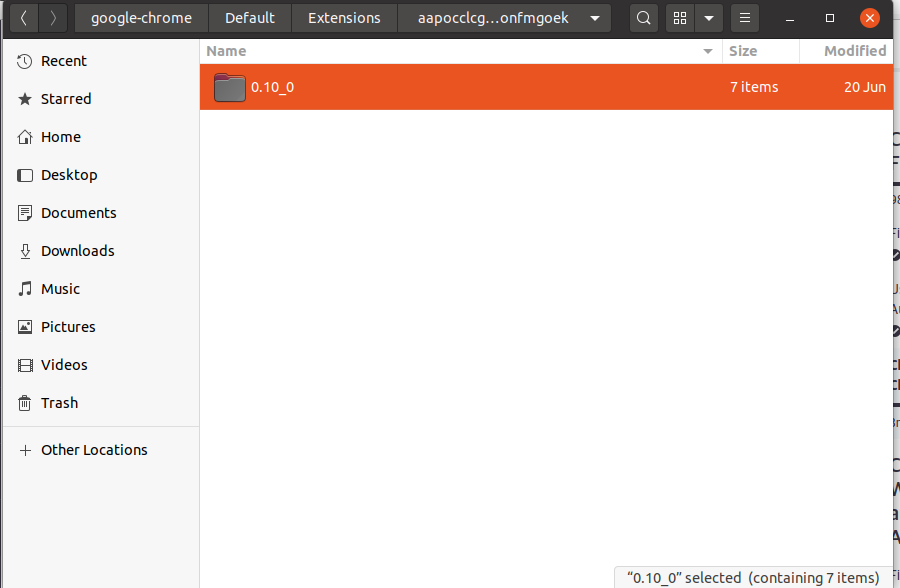 google-chrome Default Extensions aapocclcg...onfmgoek
Name Size Modified
0.10_0 7 items 20 Jun
Recent
Starred
Home
Desktop
Documents
Downloads
Music
Pictures
Videos
Trash
Other Locations
“0.10_0” selected (containing 7 items)